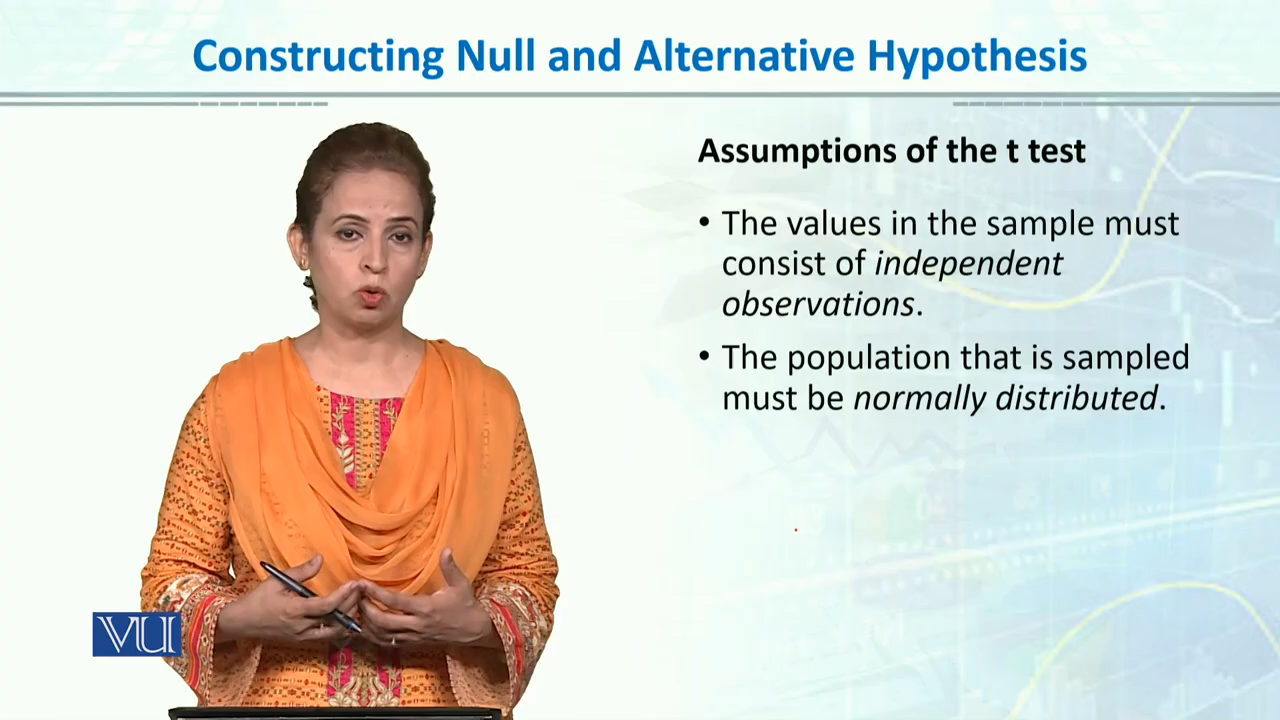 Constructing Null and Alternative Hypothesis
Assumptions of the t test
• The values in the sample must
consist of independent
observations.
• The population that is sampled
must be normally distributed.
VU